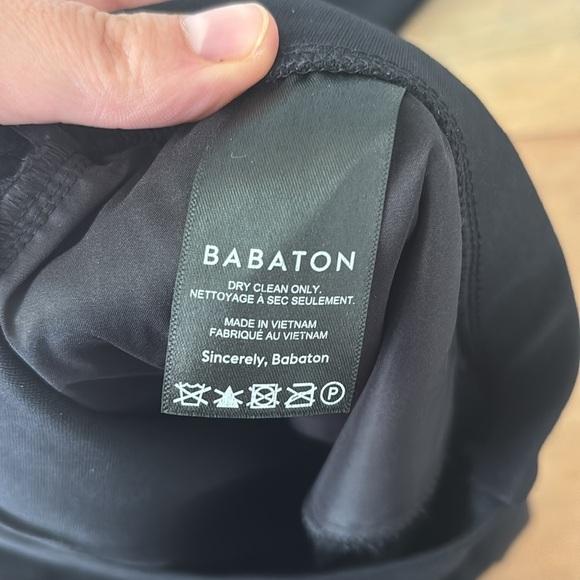 BABATON
DRY CLEAN ONLY.
NETTOYAGE À SEC SEULEMENT.
MADE IN VIETNAM
FABRIQUÉ AU VIETNAM
Sincerely, Babaton
P